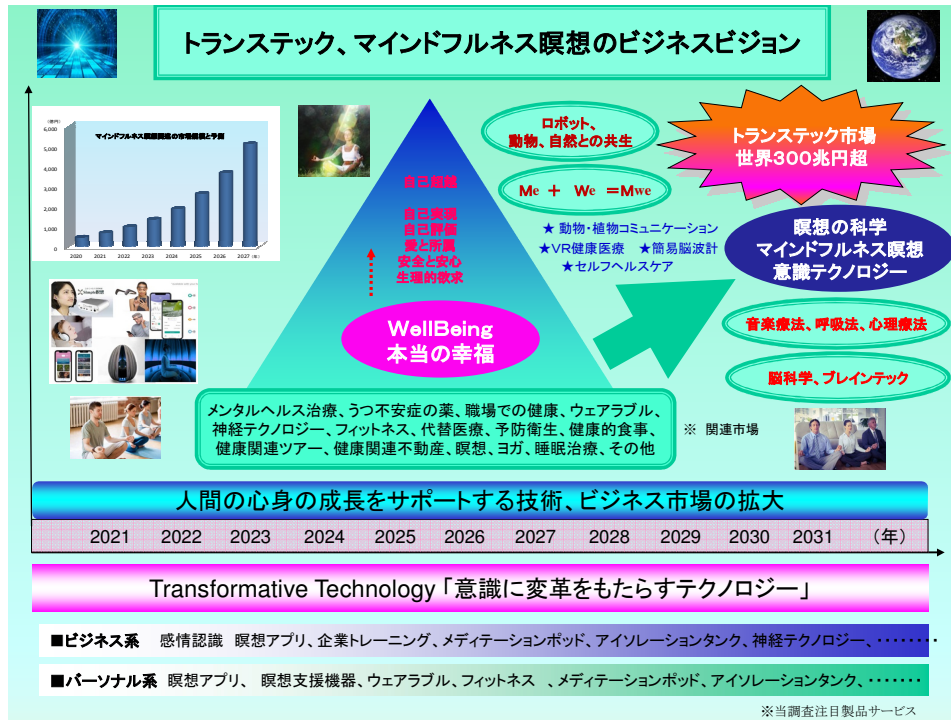 トランステック、マインドフルネス瞑想のビジネスビジョン
(億円)
マインドフルネス瞑想関連の市場規模と予測
6,000
5,000
4,000
3,000
2,000
1,000
0
2020 2021 2022 2023 2024 2025 2026 2027 (年)
自己超越
自己実現
自己評価
愛と所属
安全と安心
生理的欲求
WellBeing
本当の幸福
ロボット、
動物、自然との共生
Me + We =Mwe
★ 動物・植物コミュニケーション
★VR健康医療 ★簡易脳波計
★セルフヘルスケア
トランステック市場
世界300兆円超
瞑想の科学
マインドフルネス瞑想
意識テクノロジー
音楽療法、呼吸法、心理療法
脳科学、ブレインテック
メンタルヘルス治療、うつ不安症の薬、職場での健康、ウェアラブル、
神経テクノロジー、フィットネス、代替医療、予防衛生、健康的食事、
健康関連ツアー、健康関連不動産、瞑想、ヨガ、睡眠治療、その他
※ 関連市場
人間の心身の成長をサポートする技術、ビジネス市場の拡大
2021 2022 2023 2024 2025 2026 2027 2028 2029 2030 2031 (年)
Transformative Technology 「意識に変革をもたらすテクノロジー」
■ビジネス系 感情認識 瞑想アプリ、企業トレーニング、メディテーションポッド、アイソレーションタンク、神経テクノロジー、・・・・・・・・
■パーソナル系 瞑想アプリ、 瞑想支援機器、ウェアラブル、フィットネス 、メディテーションポッド、アイソレーションタンク、・・・・・・・
※当調査注目製品サービス